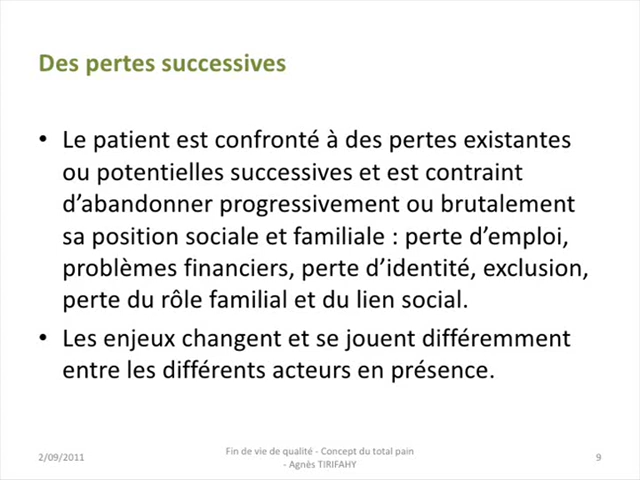 Des pertes successives
• Le patient est confronté à des pertes existantes
ou potentielles successives et est contraint
d’abandonner progressivement ou brutalement
sa position sociale et familiale : perte d’emploi,
problèmes financiers, perte d’identité, exclusion,
perte du rôle familial et du lien social.
• Les enjeux changent et se jouent différemment
entre les différents acteurs en présence.
2/09/2011
Fin de vie de qualité - Concept du total pain
- Agnès TIRIFAHY
9